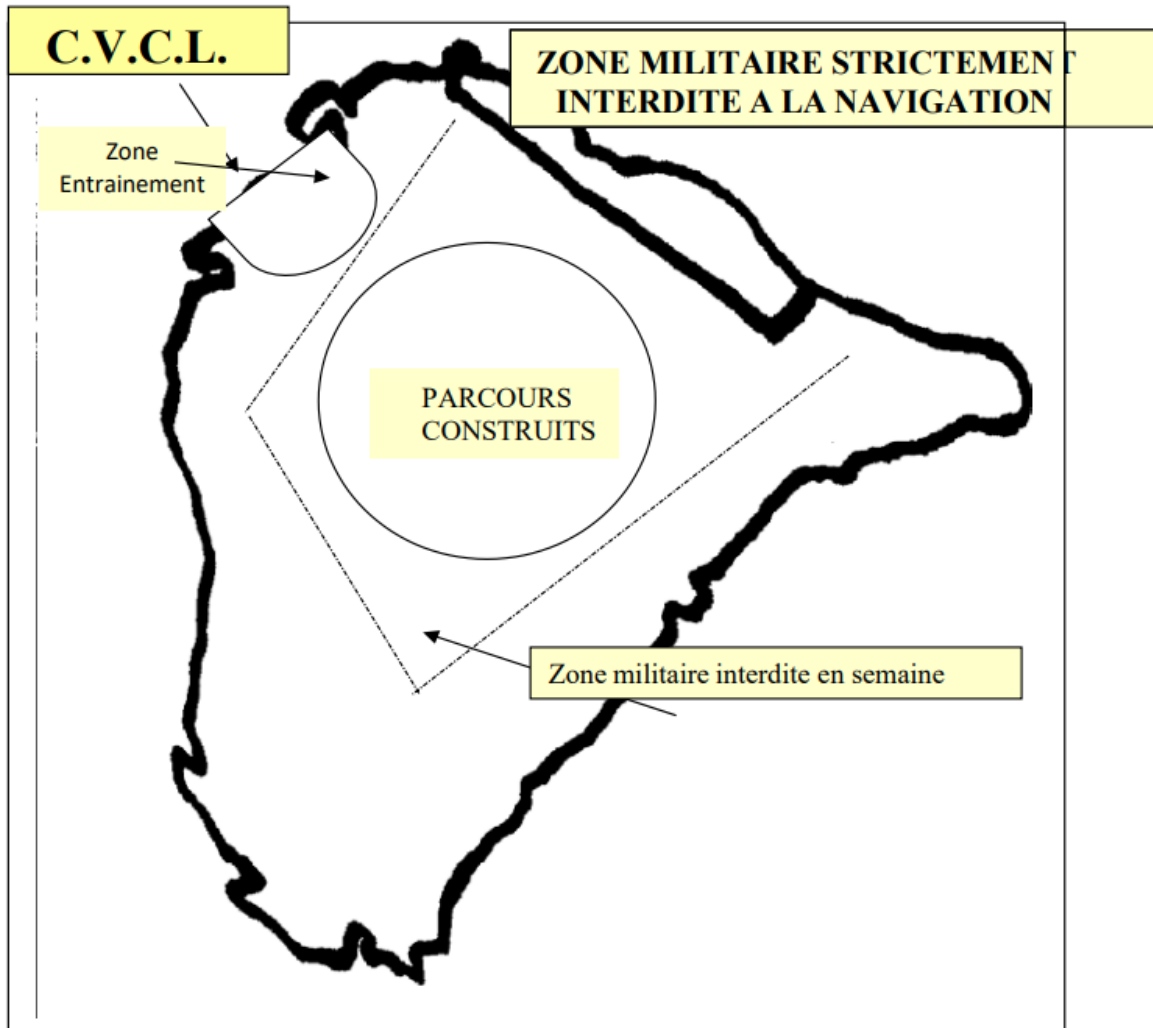 C.V.C.L.
ZONE MILITAIRE STRICTEMENT
INTERDITE A LA NAVIGATION
Zone
Entrainement
PARCOURS
CONSTRUITS
Zone militaire interdite en semaine